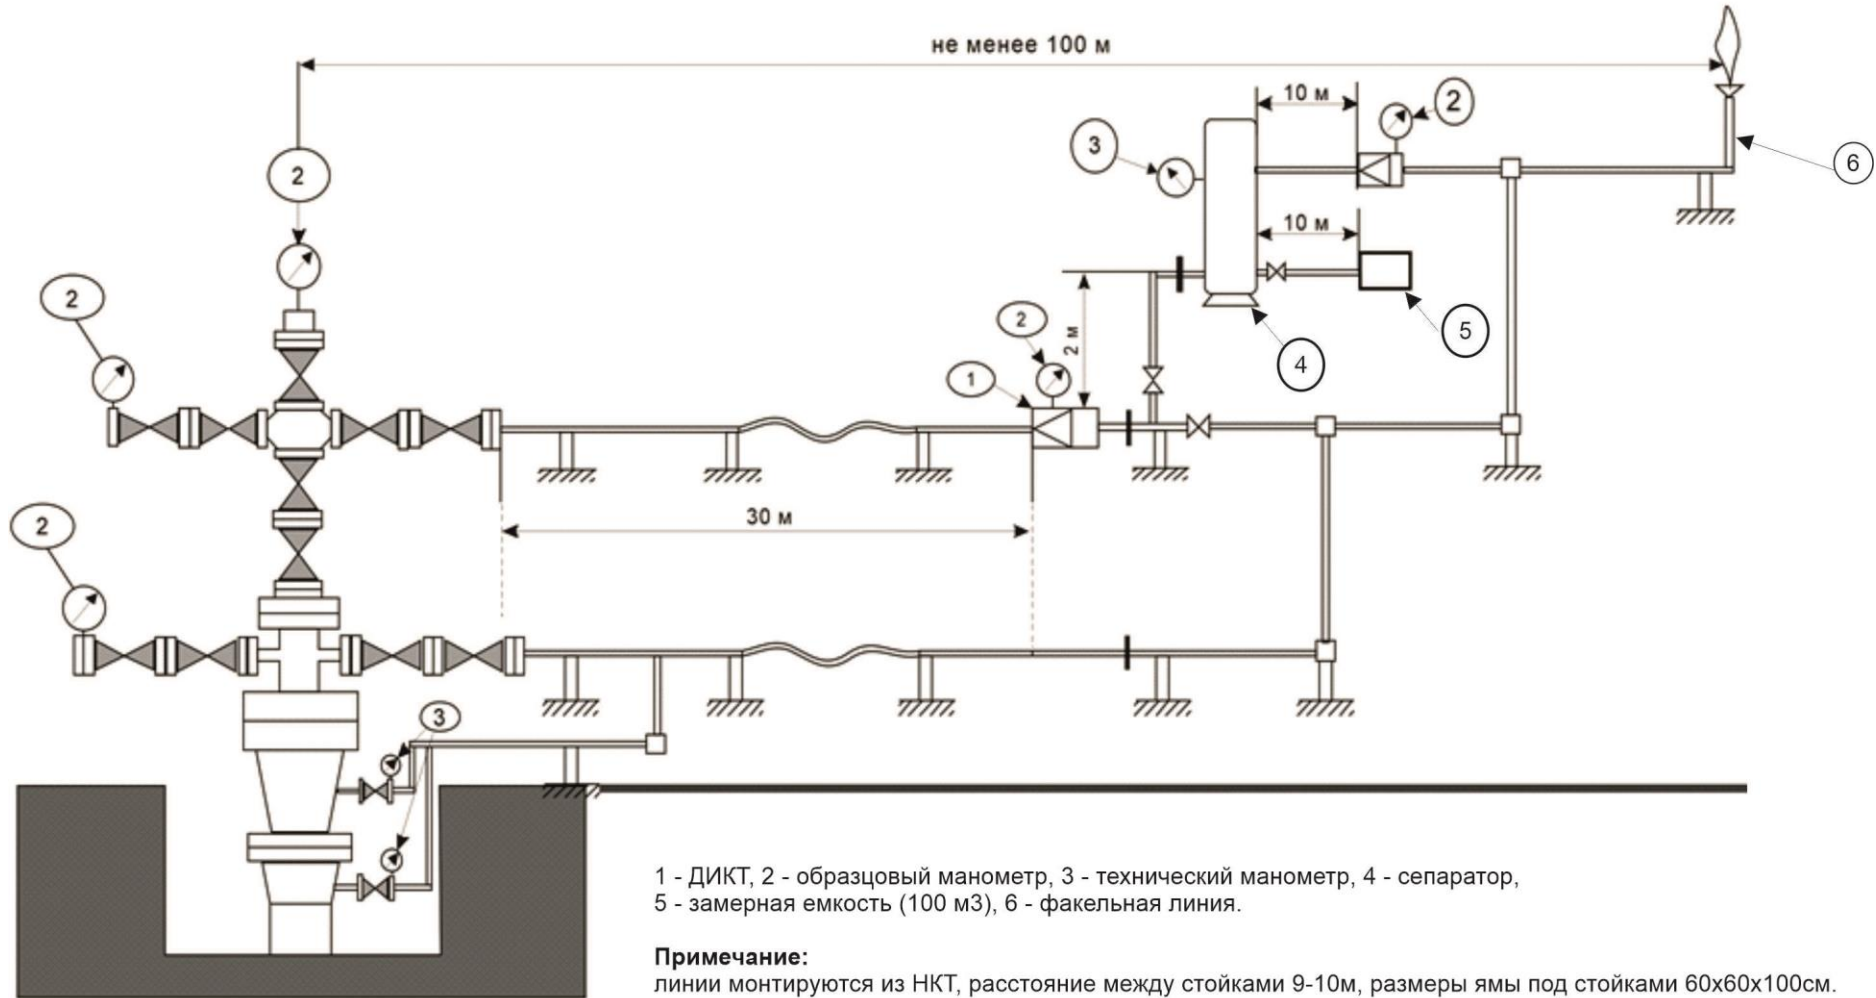 не менее 100 м
10 м
2
3
6
2
10 м
2
2
5
2 м
4
1
30 м
2
3
1 - ДИКТ, 2 - образцовый манометр, 3 - технический манометр, 4 - сепаратор,
5 - замерная емкость (100 м3), 6 - факельная линия.
Примечание:
линии монтируются из НКТ, расстояние между стойками 9-10м, размеры ямы под стойками 60x60x100см.